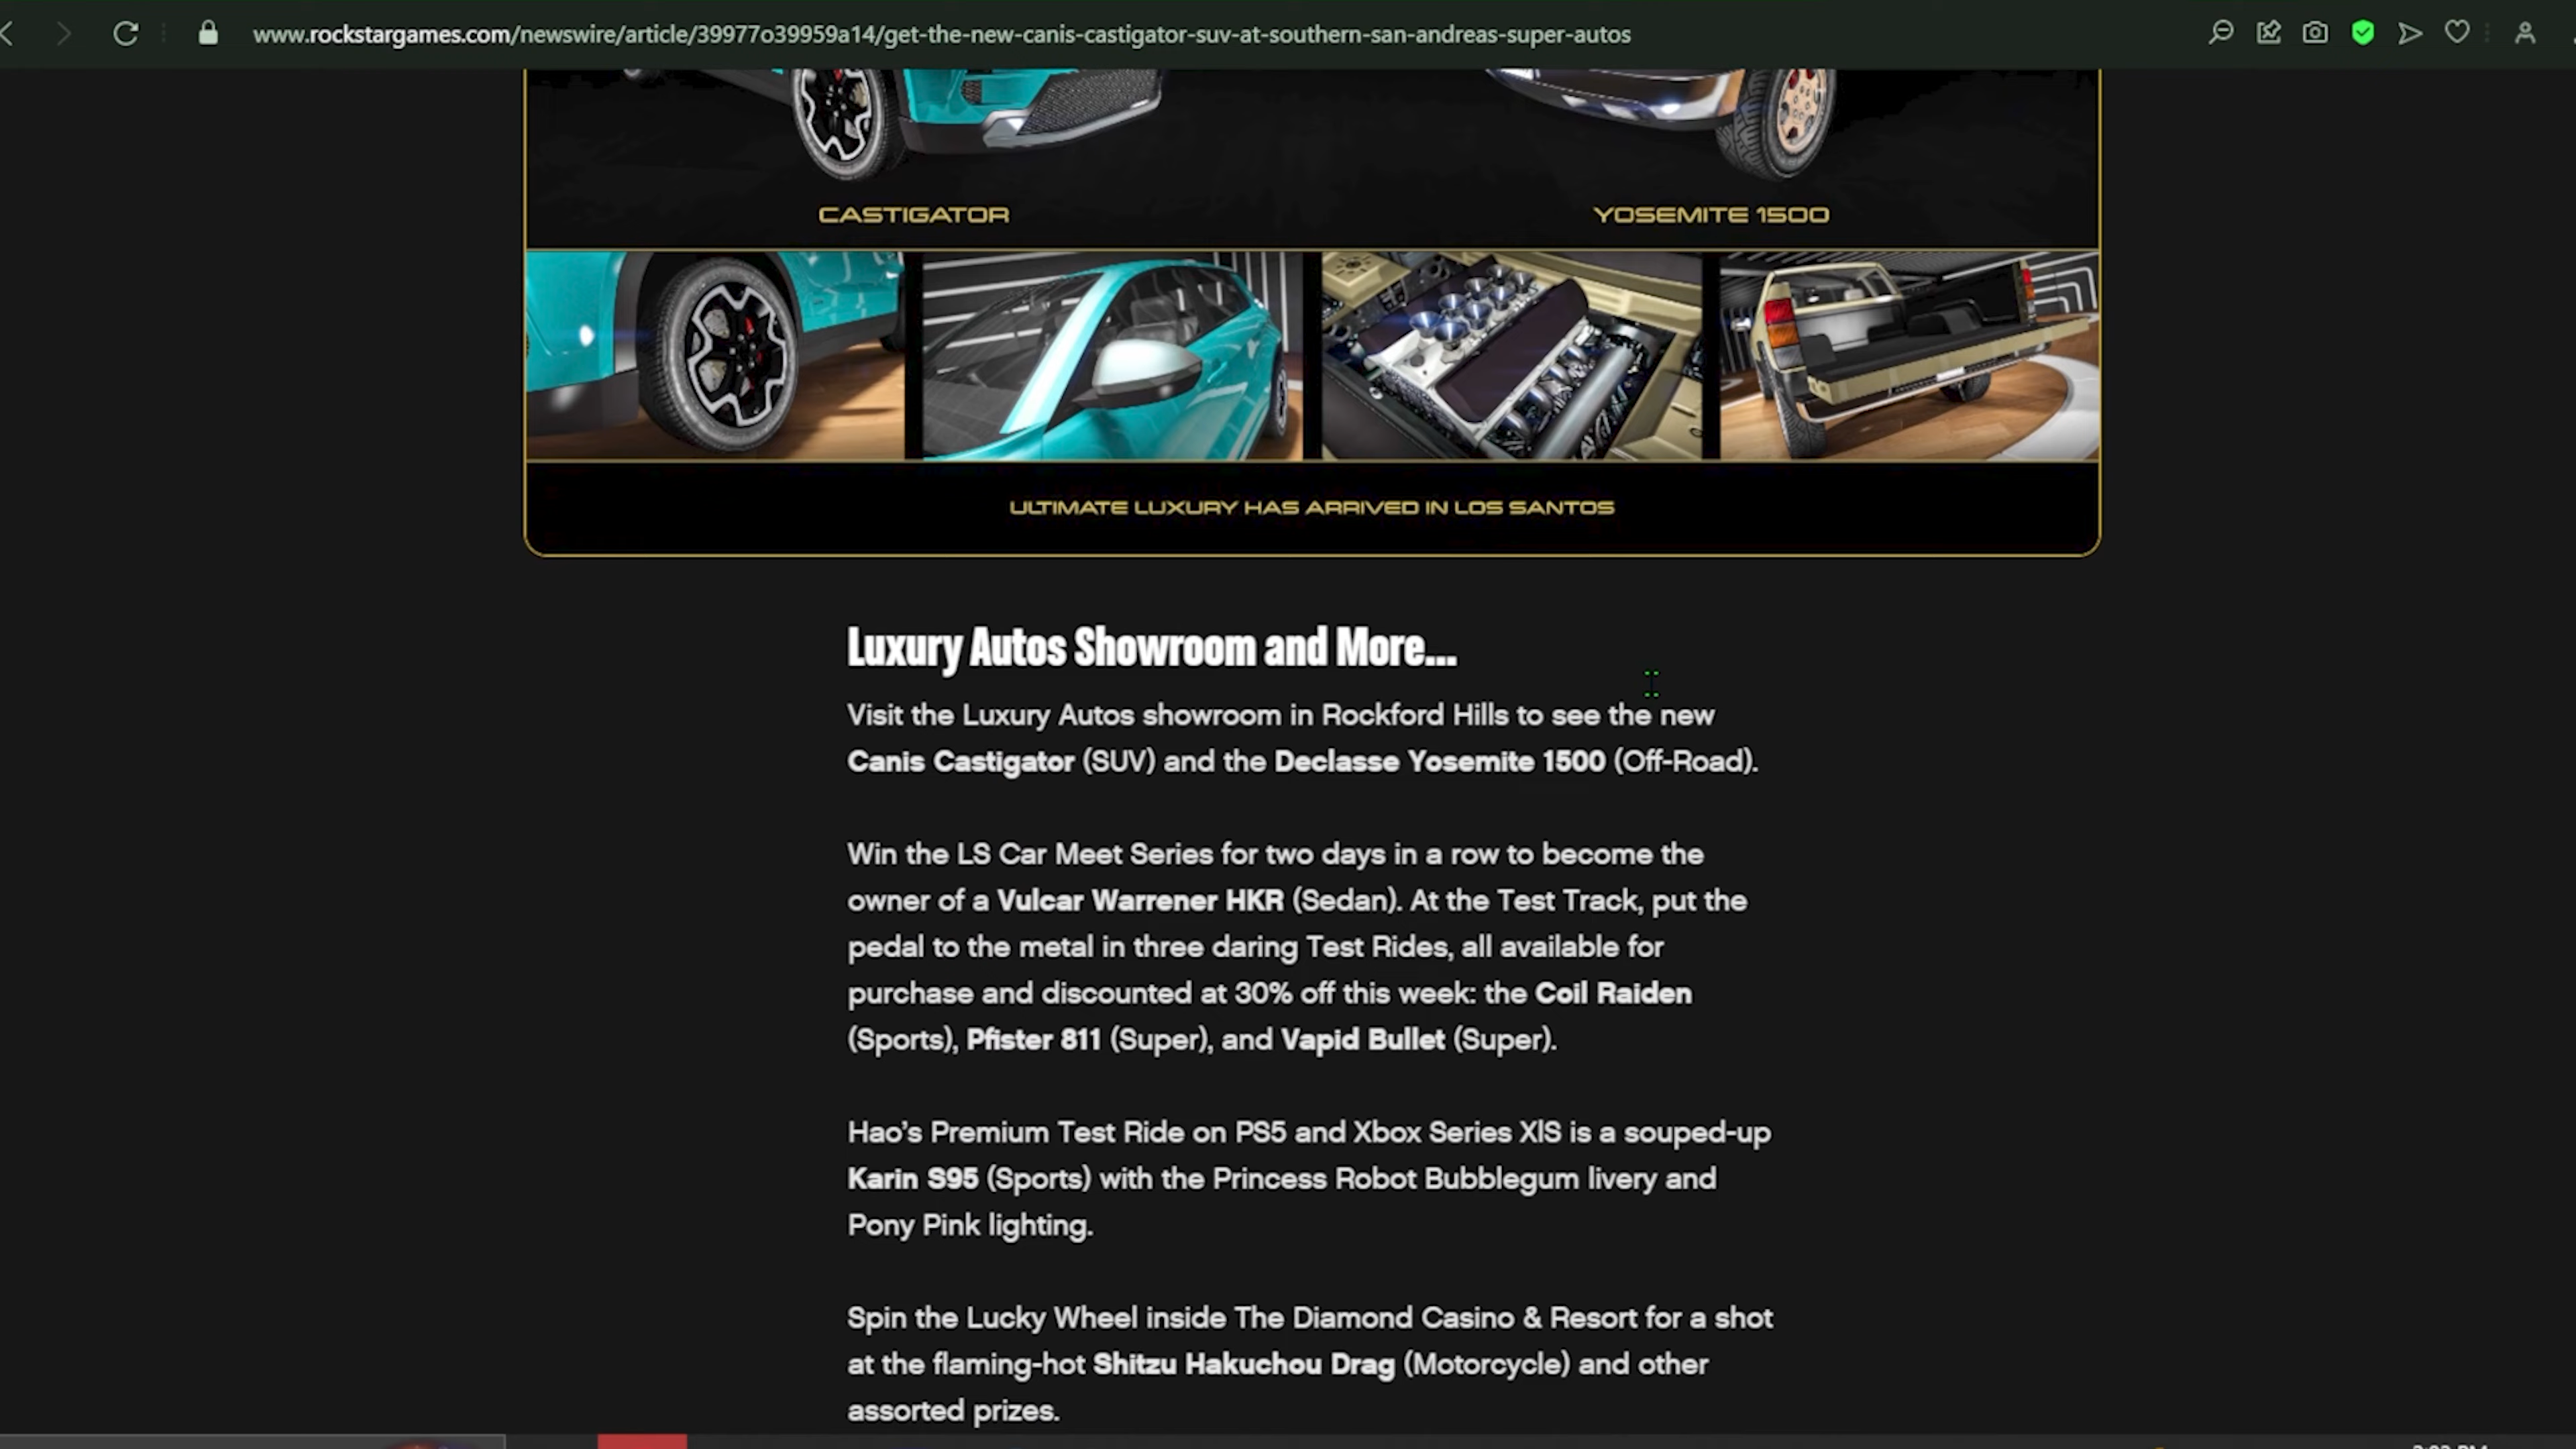 www.rockstargames.com/newswire/article/39977o39959a14/get-the-new-canis-castigator-suv-at-southern-san-andreas-super-autos
CASTIGATOR
YOSEMITE 1500
ULTIMATE LUXURY HAS ARRIVED IN LOS SANTOS
Luxury Autos Showroom and More...
Visit the Luxury Autos showroom in Rockford Hills to see the new
Canis Castigator (SUV) and the Declasse Yosemite 1500 (Off-Road).
Win the LS Car Meet Series for two days in a row to become the
owner of a Vulcar Warrener HKR (Sedan). At the Test Track, put the
pedal to the metal in three daring Test Rides, all available for
purchase and discounted at 30% off this week: the Coil Raiden
(Sports), Pfister 811 (Super), and Vapid Bullet (Super).
Hao’s Premium Test Ride on PS5 and Xbox Series X|S is a souped-up
Karin S95 (Sports) with the Princess Robot Bubblegum livery and
Pony Pink lighting.
Spin the Lucky Wheel inside The Diamond Casino & Resort for a shot
at the flaming-hot Shitzu Hakuchou Drag (Motorcycle) and other
assorted prizes.